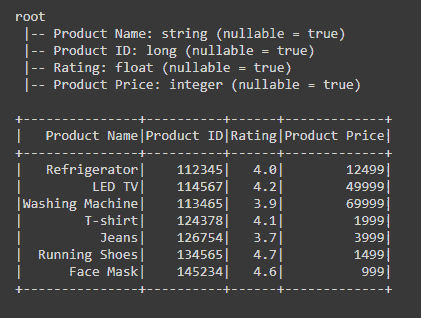 root
 |-- Product Name: string (nullable = true)
 |-- Product ID: long (nullable = true)
 |-- Rating: float (nullable = true)
 |-- Product Price: integer (nullable = true)

+---------------+----------+------+-------------+
|   Product Name|Product ID|Rating|Product Price|
+---------------+----------+------+-------------+
|   Refrigerator|    112345|   4.0|        12499|
|         LED TV|    114567|   4.2|        49999|
|Washing Machine|    113465|   3.9|        69999|
|        T-shirt|    124378|   4.1|         1999|
|          Jeans|    126754|   3.7|         3999|
|  Running Shoes|    134565|   4.7|         1499|
|      Face Mask|    145234|   4.6|          999|
+---------------+----------+------+-------------+